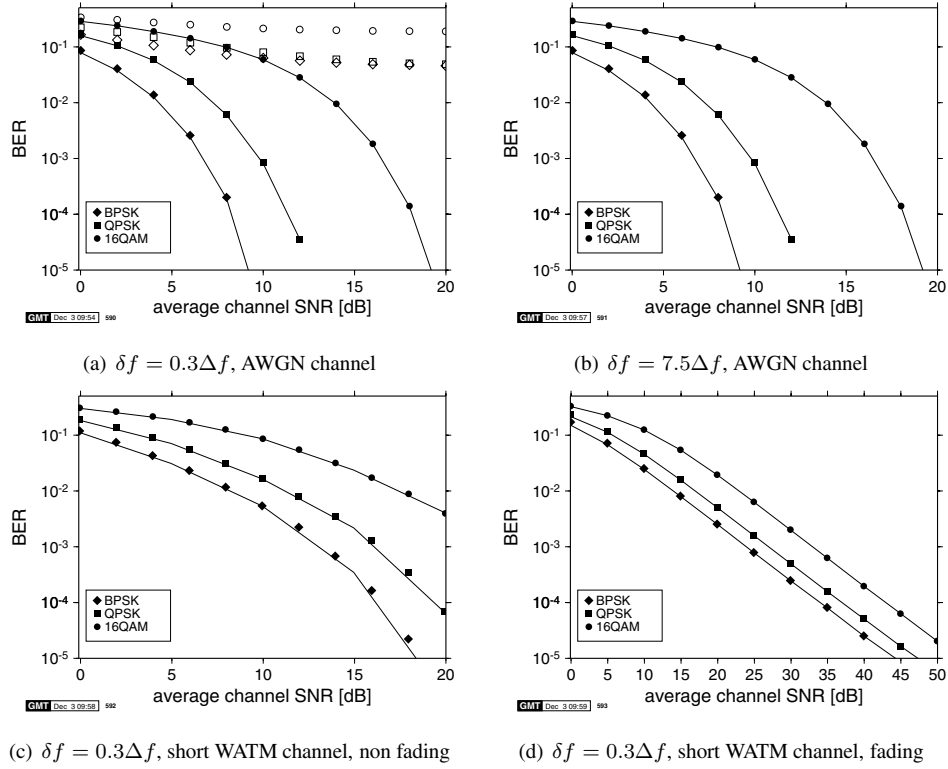 BER
10⁻¹
10⁻²
10⁻³
10⁻⁴
10⁻⁵
BPSK
QPSK
16QAM
0 5 10 15 20
average channel SNR [dB]
GMT Dec 3 09:54 590
(a) δf = 0.3Δf, AWGN channel
BER
10⁻¹
10⁻²
10⁻³
10⁻⁴
10⁻⁵
BPSK
QPSK
16QAM
0 5 10 15 20
average channel SNR [dB]
GMT Dec 3 09:57 591
(b) δf = 7.5Δf, AWGN channel
BER
10⁻¹
10⁻²
10⁻³
10⁻⁴
10⁻⁵
BPSK
QPSK
16QAM
0 5 10 15 20
average channel SNR [dB]
GMT Dec 3 09:58 592
(c) δf = 0.3Δf, short WATM channel, non fading
BER
10⁻¹
10⁻²
10⁻³
10⁻⁴
10⁻⁵
BPSK
QPSK
16QAM
0 5 10 15 20 25 30 35 40 45 50
average channel SNR [dB]
GMT Dec 3 09:59 593
(d) δf = 0.3Δf, short WATM channel, fading